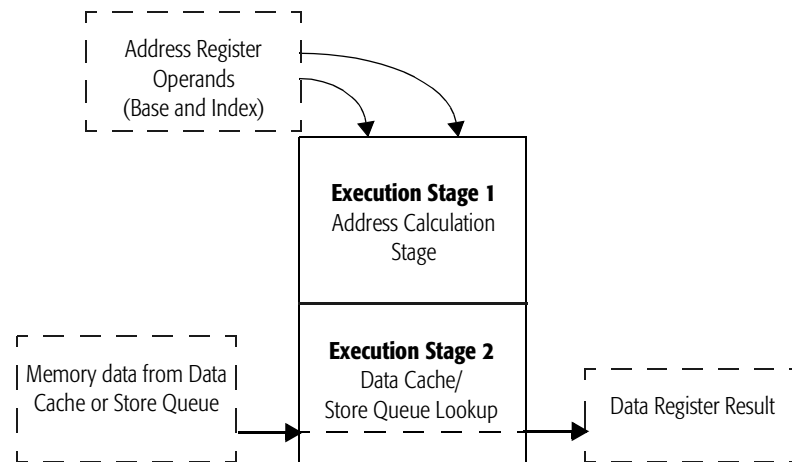 Address Register
Operands
(Base and Index)
Execution Stage 1
Address Calculation
Stage
Execution Stage 2
Data Cache/
Store Queue Lookup
Memory data from Data
Cache or Store Queue
Data Register Result